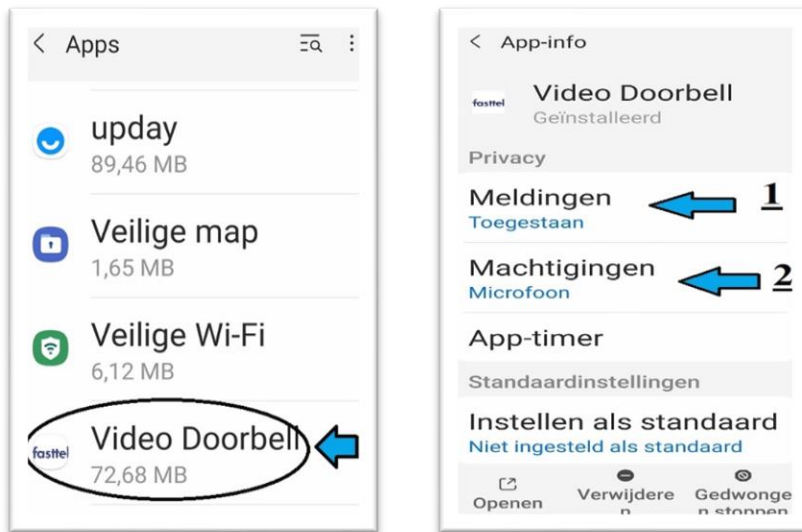 Apps
upday
89,46 MB
Veilige map
1,65 MB
Veilige Wi-Fi
6,12 MB
fasttel
Video Doorbell
72,68 MB
App-info
fasttel
Video Doorbell
Geïnstalleerd
Privacy
Meldingen
Toegestaan
1
Machtigingen
Microfoon
2
App-timer
Standaardinstellingen
Instellen als standaard
Niet ingesteld als standaard
Openen
Verwijdere
n
Gedwonge
n stoppen